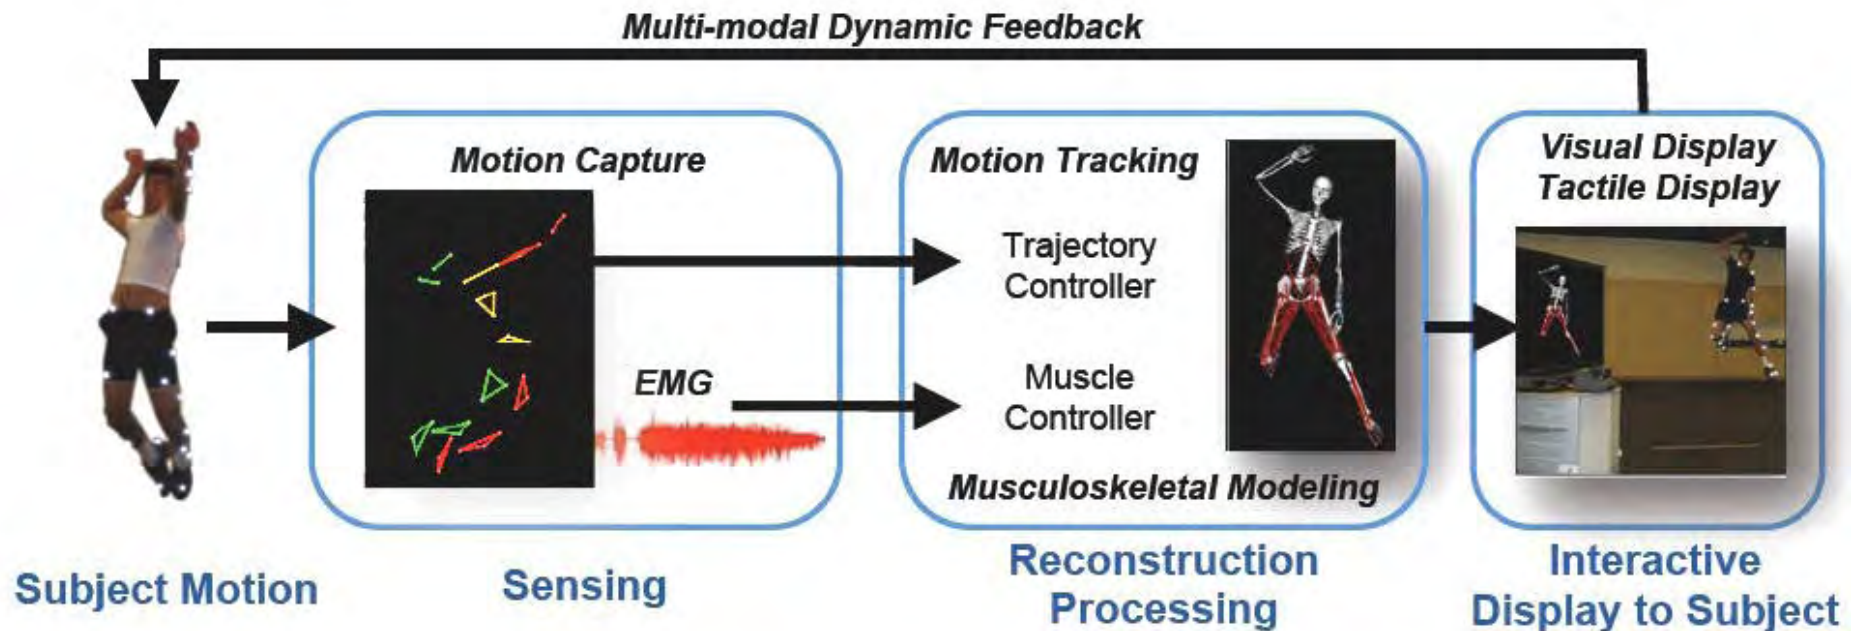 Multi-modal Dynamic Feedback
Motion Capture
EMG
Motion Tracking
Trajectory
Controller
Muscle
Controller
Musculoskeletal Modeling
Visual Display
Tactile Display
Subject Motion
Sensing
Reconstruction
Processing
Interactive
Display to Subject